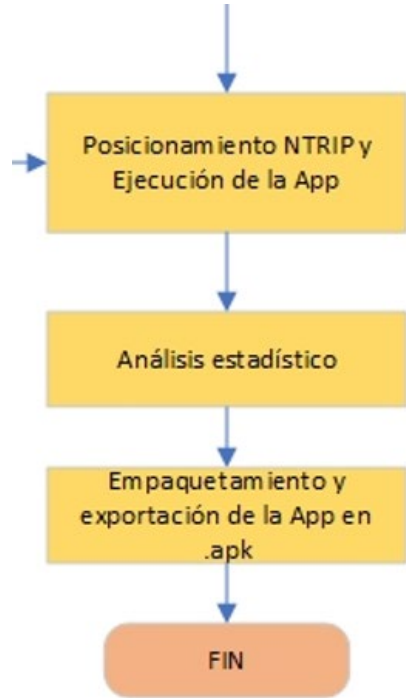 Posicionamiento NTRIP y
Ejecución de la App
Análisis estadístico
Empaquetamiento y
exportación de la App en
.apk
FIN